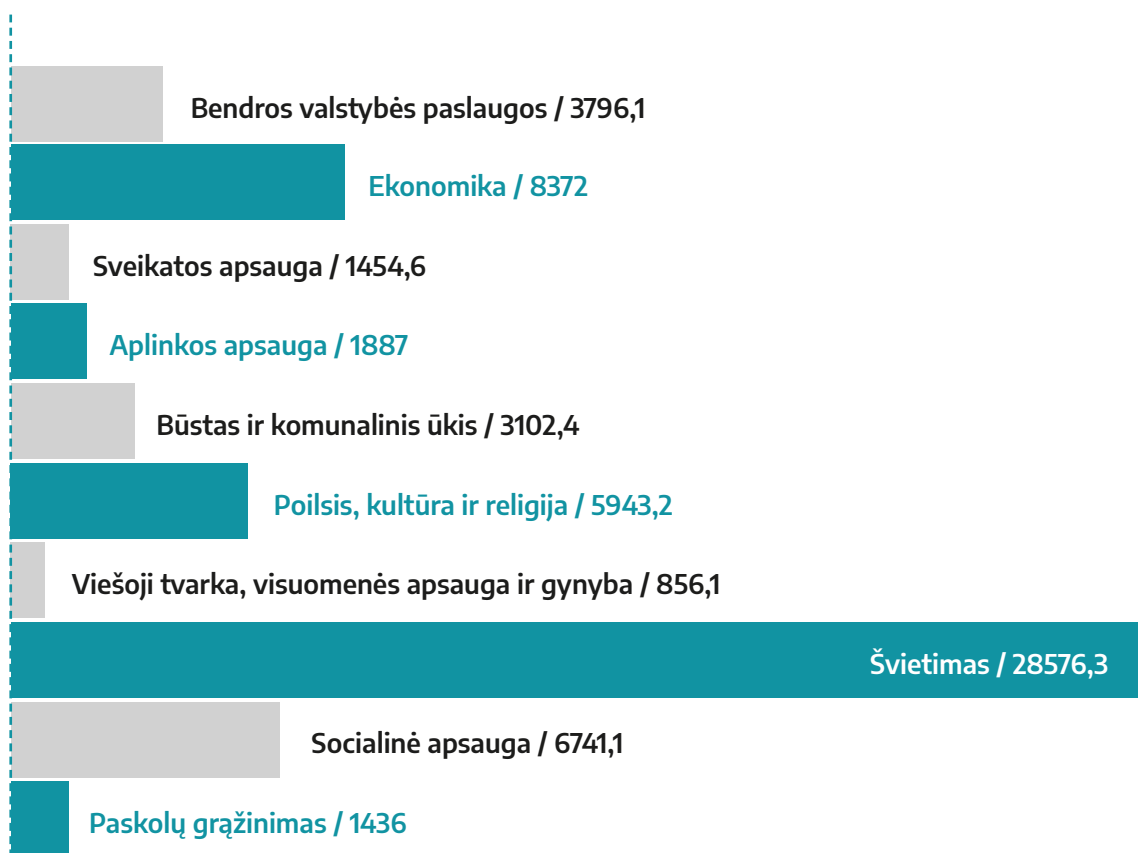 Bendros valstybės paslaugos / 3796,1
Ekonomika / 8372
Sveikatos apsauga / 1454,6
Aplinkos apsauga / 1887
Būstas ir komunalinis ūkis / 3102,4
Poilsis, kultūra ir religija / 5943,2
Viešoji tvarka, visuomenės apsauga ir gynyba / 856,1
Švietimas / 28576,3
Socialinė apsauga / 6741,1
Paskolų grąžinimas / 1436